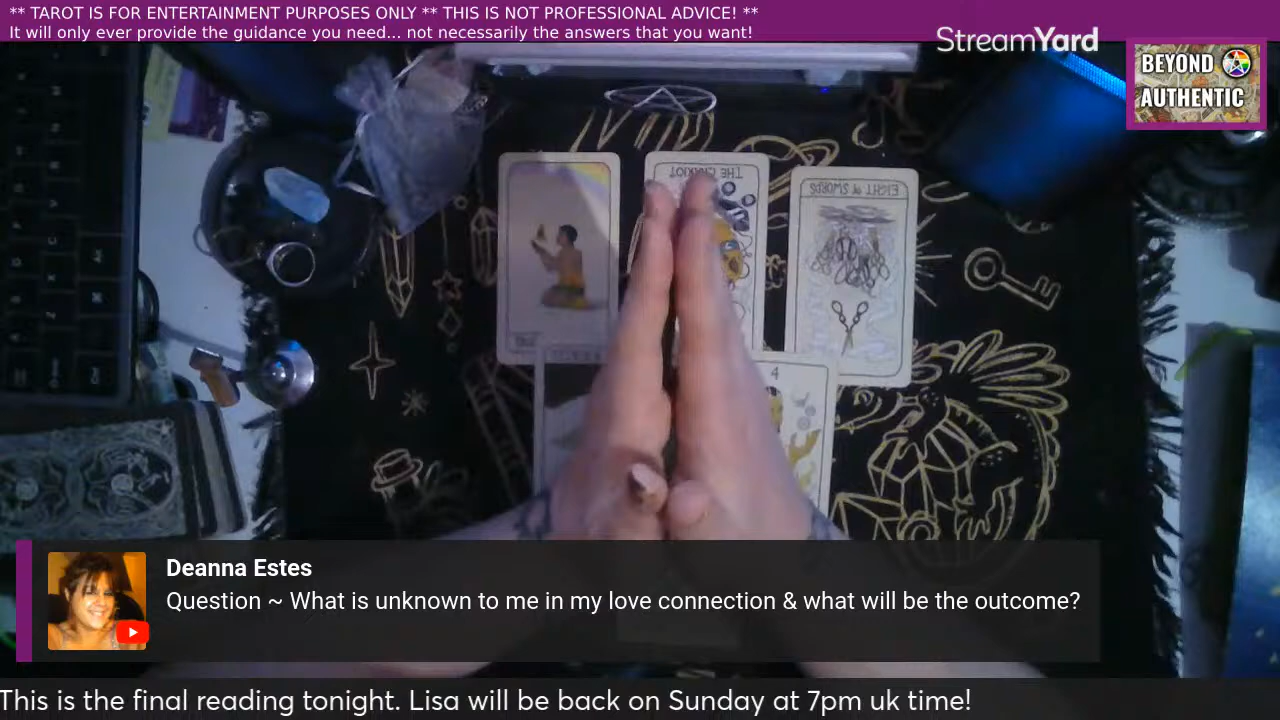 ** TAROT IS FOR ENTERTAINMENT PURPOSES ONLY ** THIS IS NOT PROFESSIONAL ADVICE! **
It will only ever provide the guidance you need... not necessarily the answers that you want!
StreamYard
BEYOND
AUTHENTIC
THE CHARIOT
EIGHT of SWORDS
4
Deanna Estes
Question ~ What is unknown to me in my love connection & what will be the outcome?
This is the final reading tonight. Lisa will be back on Sunday at 7pm uk time!